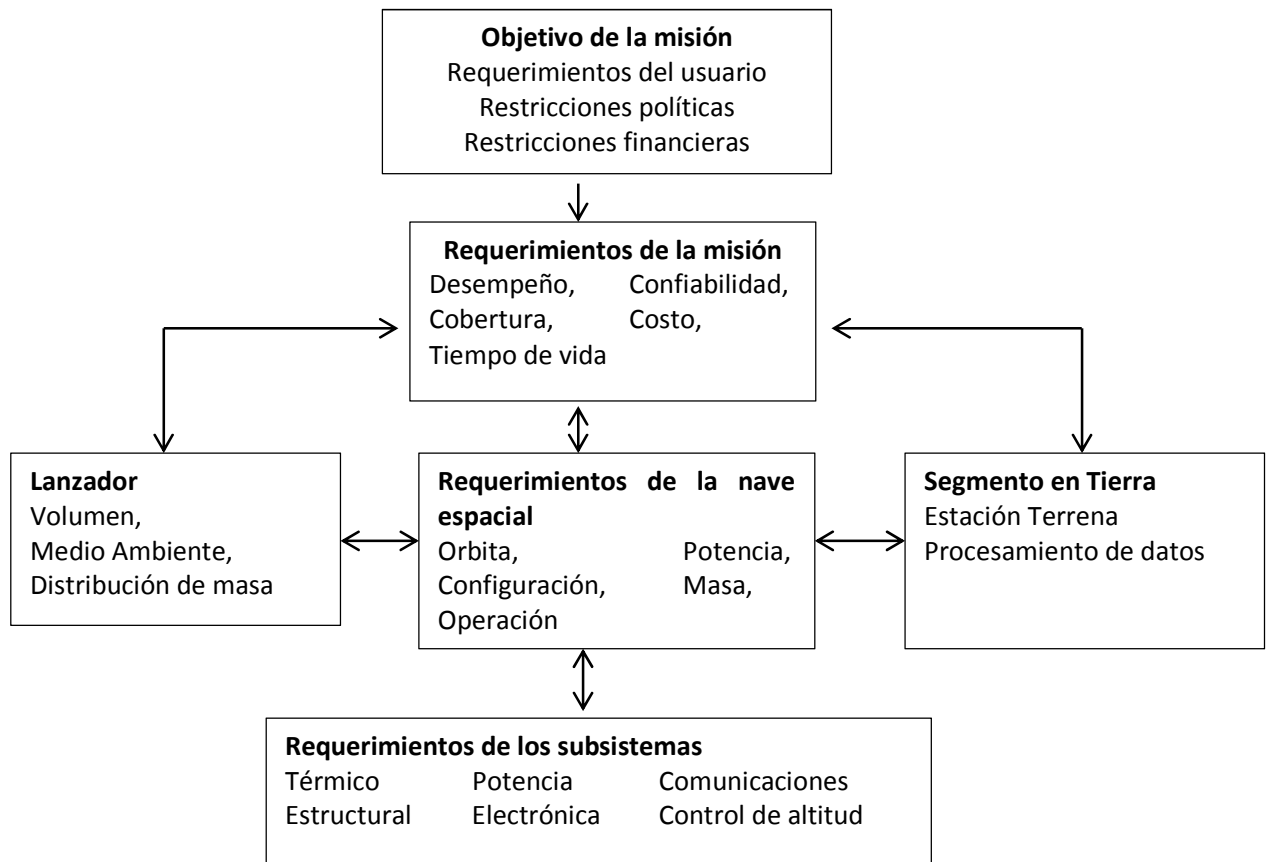 Objetivo de la misión
Requerimientos del usuario
Restricciones políticas
Restricciones financieras
Requerimientos de la misión
Desempeño, Confiabilidad,
Cobertura, Costo,
Tiempo de vida
Lanzador
Volumen,
Medio Ambiente,
Distribución de masa
Requerimientos de la nave
espacial
Orbita, Potencia,
Configuración, Masa,
Operación
Segmento en Tierra
Estación Terrena
Procesamiento de datos
Requerimientos de los subsistemas
Térmico Potencia Comunicaciones
Estructural Electrónica Control de altitud